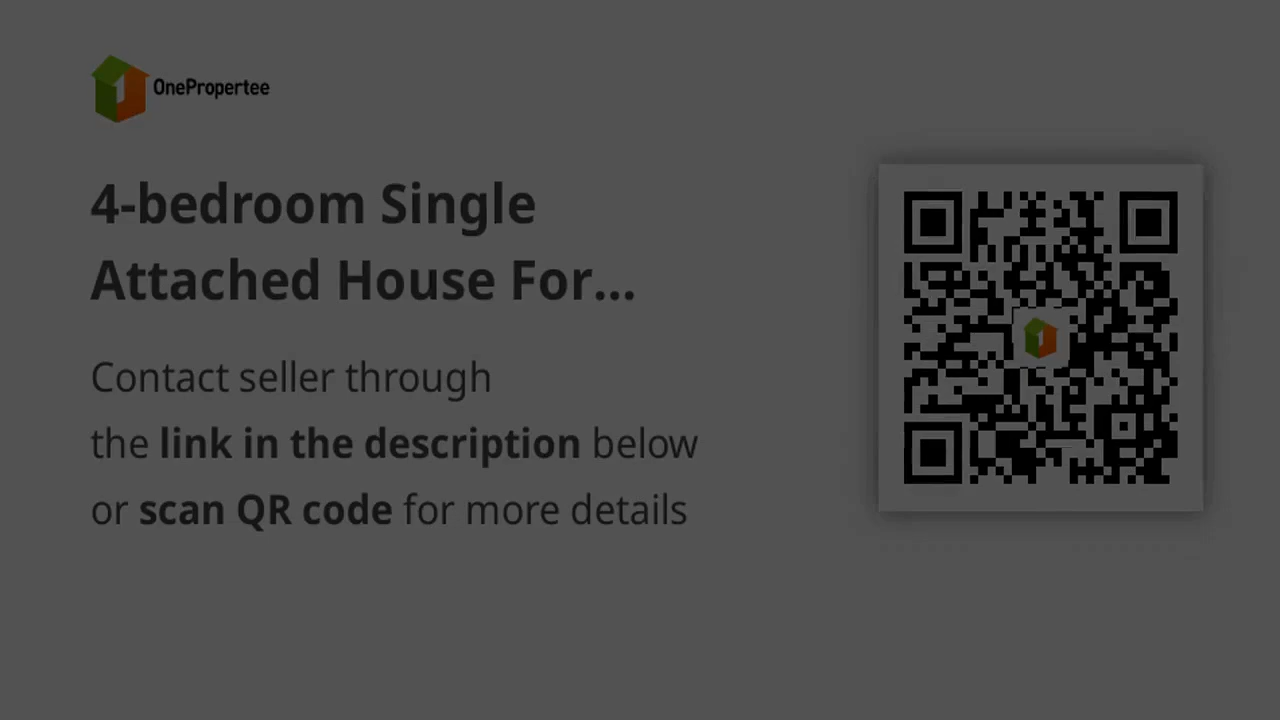 OnePropertee
4-bedroom Single
Attached House For...
Contact seller through
the link in the description below
or scan QR code for more details